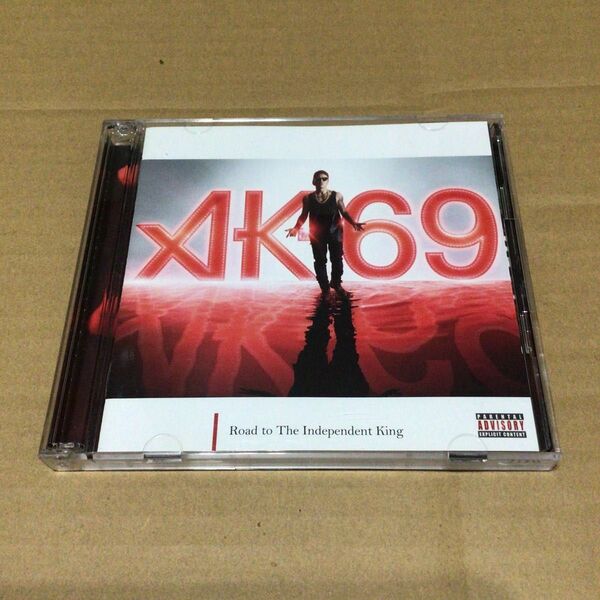 AK-69
Road to The Independent King
PARENTAL
ADVISORY
EXPLICIT CONTENT